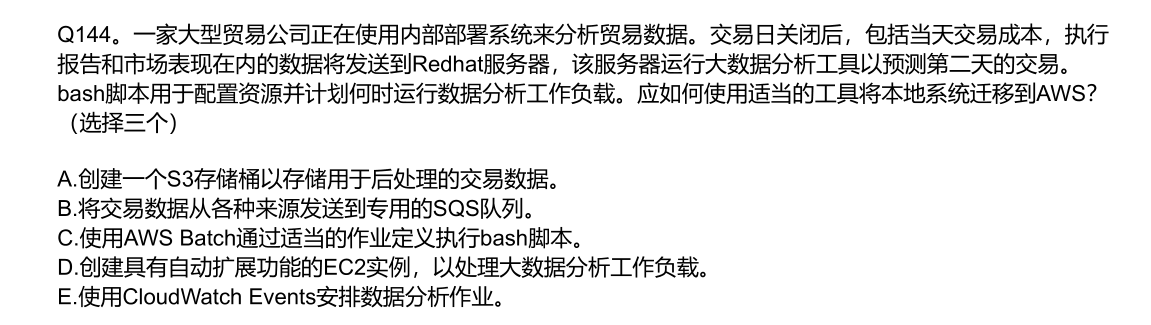 Q144。一家大型贸易公司正在使用内部部署系统来分析贸易数据。交易日关闭后，包括当天交易成本，执行
报告和市场表现在内的数据将发送到Redhat服务器，该服务器运行大数据分析工具以预测第二天的交易。
bash脚本用于配置资源并计划何时运行数据分析工作负载。应如何使用适当的工具将本地系统迁移到AWS？
（选择三个）
A.创建一个S3存储桶以存储用于后处理的交易数据。
B.将交易数据从各种来源发送到专用的SQS队列。
C.使用AWS Batch通过适当的作业定义执行bash脚本。
D.创建具有自动扩展功能的EC2实例，以处理大数据分析工作负载。
E.使用CloudWatch Events安排数据分析作业。